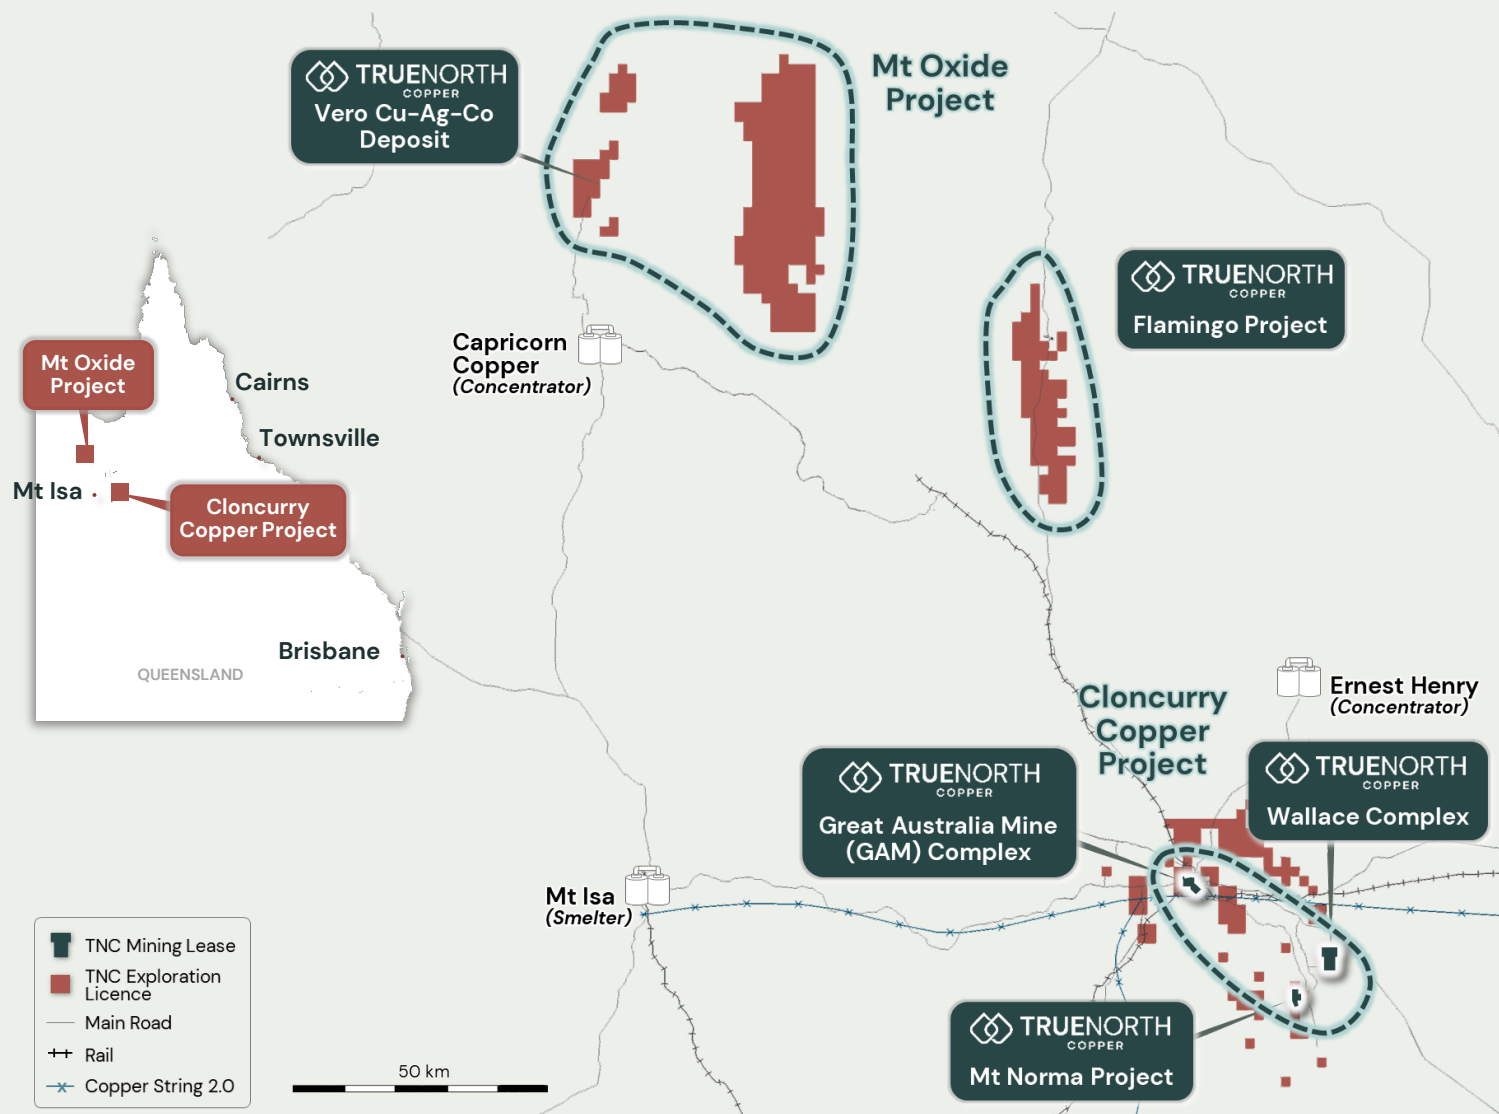 TRUENORTH
COPPER
Vero Cu-Ag-Co
Deposit
Mt Oxide
Project
TRUENORTH
COPPER
Flamingo Project
Capricorn
Copper
(Concentrator)
Mt Oxide
Project
Cairns
Townsville
Mt Isa
Cloncurry
Copper Project
Brisbane
QUEENSLAND
Ernest Henry
(Concentrator)
Cloncurry
Copper
Project
TRUENORTH
COPPER
Great Australia Mine
(GAM) Complex
TRUENORTH
COPPER
Wallace Complex
Mt Isa
(Smelter)
TRUENORTH
COPPER
Mt Norma Project
TNC Mining Lease
TNC Exploration
Licence
Main Road
Rail
Copper String 2.0
50 km